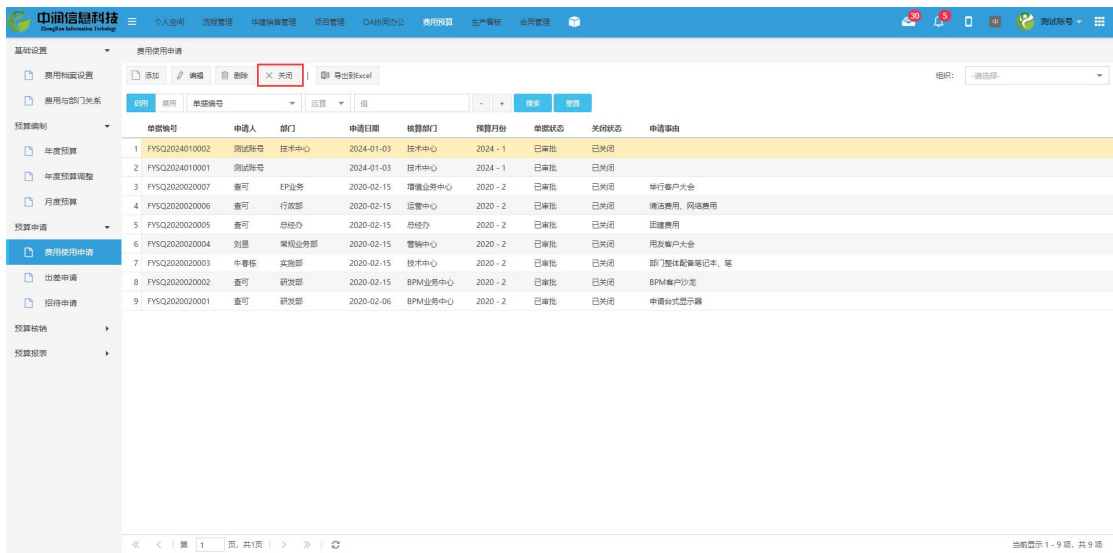 中润信息科技
ZhongRun Information Techology
个人空间 流程管理 华建销售管理 项目管理 OA协同办公 费用预算 生产看板 合同管理
30 5 中 测试账号
基础设置
费用档案设置
费用与部门关系
预算编制
年度预算
年度预算调整
月度预算
预算申请
费用使用申请
出差申请
招待申请
预算核销
预算报表
费用使用申请
添加 编辑 删除 关闭 导出到Excel 组织： -请选择-
启用 禁用 单据编号 运算 值 - + 搜索 重置
单据编号 申请人 部门 申请日期 核算部门 预算月份 单据状态 关闭状态 申请事由
1 FYSQ2024010002 测试账号 技术中心 2024-01-03 技术中心 2024 - 1 已审批 已关闭
2 FYSQ2024010001 测试账号 2024-01-03 技术中心 2024 - 1 已审批 已关闭
3 FYSQ2020020007 查可 EP业务 2020-02-15 增值业务中心 2020 - 2 已审批 已关闭 举行客户大会
4 FYSQ2020020006 查可 行政部 2020-02-15 运营中心 2020 - 2 已审批 已关闭 清洁费用、网络费用
5 FYSQ2020020005 查可 总经办 2020-02-15 总经办 2020 - 2 已审批 已关闭 团建费用
6 FYSQ2020020004 刘昱 常规业务部 2020-02-15 营销中心 2020 - 2 已审批 已关闭 用友客户大会
7 FYSQ2020020003 牛春栋 实施部 2020-02-15 技术中心 2020 - 2 已审批 已关闭 部门整体配备笔记本、笔
8 FYSQ2020020002 查可 研发部 2020-02-15 BPM业务中心 2020 - 2 已审批 已关闭 BPM客户沙龙
9 FYSQ2020020001 查可 研发部 2020-02-06 BPM业务中心 2020 - 2 已审批 已关闭 申请台式显示器
第 1 页, 共1页 当前显示 1 - 9 项, 共 9 项